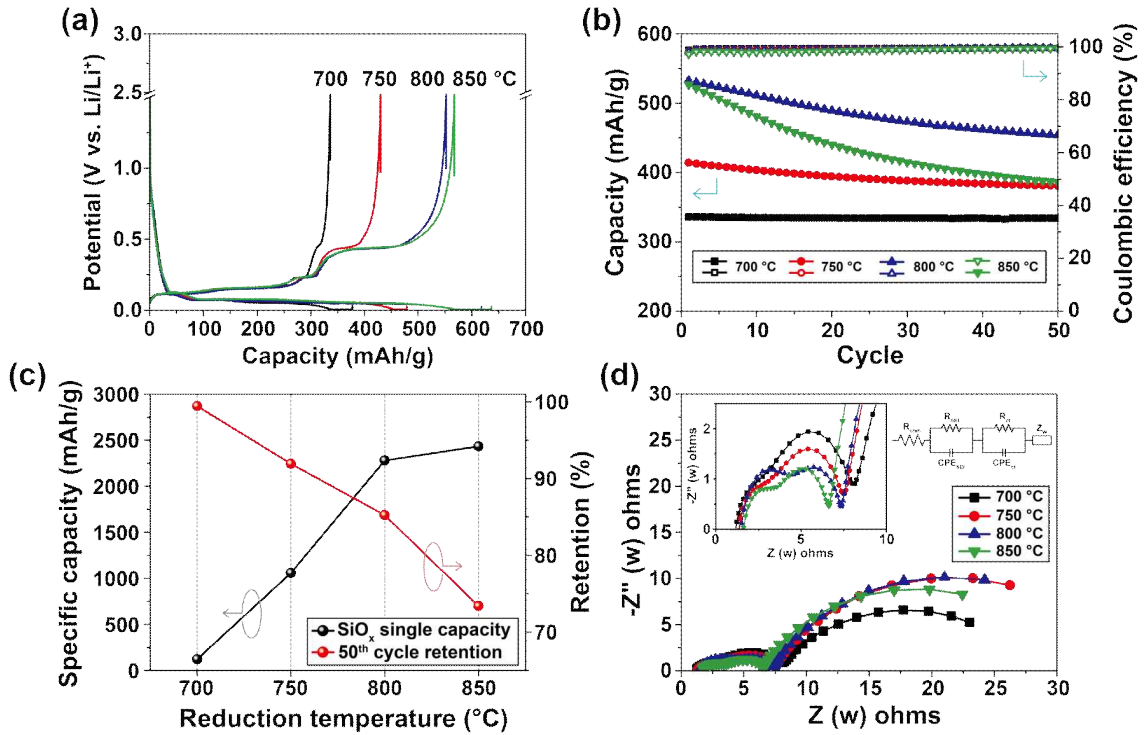 (a)
3.0
2.5
1.0
0.5
0.0
Potential (V vs. Li/Li⁺)
700 750 800 850 °C
0 100 200 300 400 500 600 700
Capacity (mAh/g)
(b)
600
500
400
300
200
Capacity (mAh/g)
100
80
60
40
20
0
Coulombic efficiency (%)
700 °C 750 °C 800 °C 850 °C
0 10 20 30 40 50
Cycle
(c)
3000
2500
2000
1500
1000
500
0
Specific capacity (mAh/g)
100
90
80
70
Retention (%)
SiOₓ single capacity
50ᵗʰ cycle retention
700 750 800 850
Reduction temperature (°C)
(d)
30
25
20
15
10
5
0
-Z'' (w) ohms
2
1
0
-Z'' (w) ohms
0 5 10
Z (w) ohms
CPE
CPE
700 °C
750 °C
800 °C
850 °C
0 5 10 15 20 25 30
Z (w) ohms